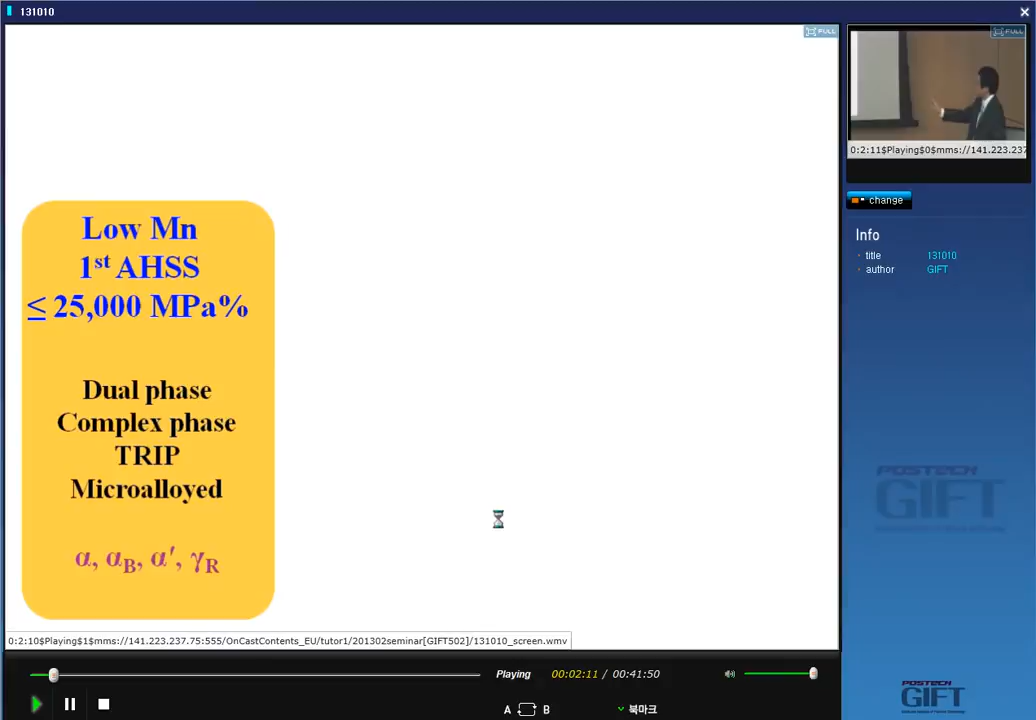 131010
FULL
FULL
Low Mn
1st AHSS
≤ 25,000 MPa%
Dual phase
Complex phase
TRIP
Microalloyed
α, αB, α′, γR
0:2:11$Playing$0$mms://141.223.237
change
Info
title 131010
author GIFT
POSTECH
GIFT
0:2:10$Playing$1$mms://141.223.237.75:555/OnCastContents_EU/tutor1/201302seminar[GIFT502]/131010_screen.wmv
Playing 00:02:11 / 00:41:50
A B 북마크
POSTECH
GIFT